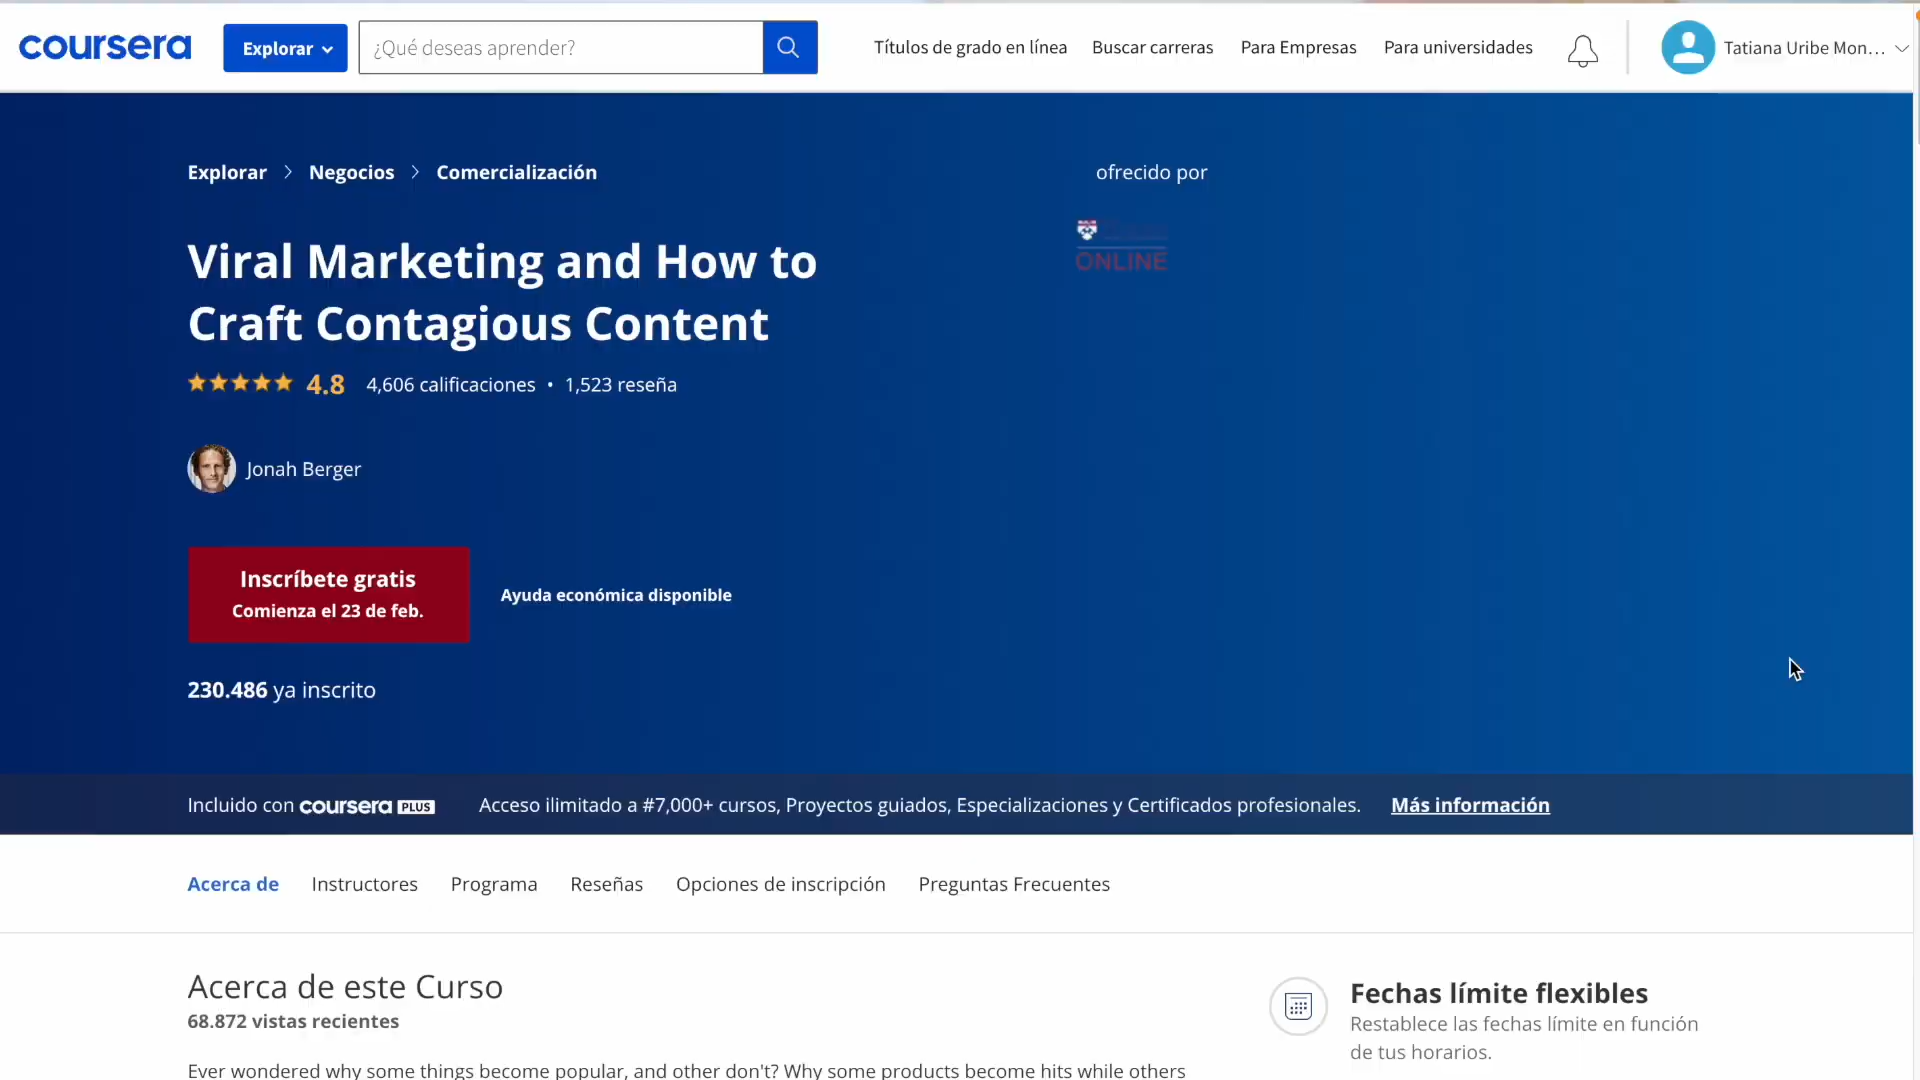 coursera
Explorar
¿Qué deseas aprender?
Títulos de grado en línea
Buscar carreras
Para Empresas
Para universidades
Tatiana Uribe Mon...
Explorar > Negocios > Comercialización
ofrecido por
ONLINE
Viral Marketing and How to
Craft Contagious Content
4.8 4,606 calificaciones • 1,523 reseña
Jonah Berger
Inscríbete gratis
Comienza el 23 de feb.
Ayuda económica disponible
230.486 ya inscrito
Incluido con coursera PLUS
Acceso ilimitado a #7,000+ cursos, Proyectos guiados, Especializaciones y Certificados profesionales.
Más información
Acerca de
Instructores
Programa
Reseñas
Opciones de inscripción
Preguntas Frecuentes
Acerca de este Curso
68.872 vistas recientes
Ever wondered why some things become popular, and other don't? Why some products become hits while others
Fechas límite flexibles
Restablece las fechas límite en función
de tus horarios.